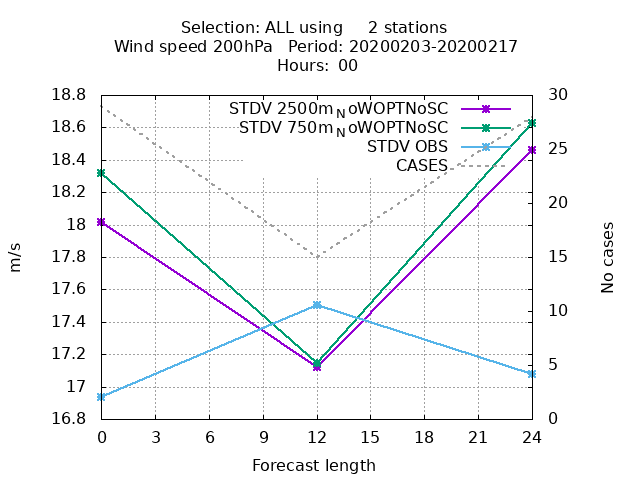 Selection: ALL using     2 stations
Wind speed 200hPa   Period: 20200203-20200217
Hours:  00
STDV 2500m_NoWOPTNoSC
STDV 750m_NoWOPTNoSC
STDV OBS
CASES
18.8
18.6
18.4
18.2
18
17.8
17.6
17.4
17.2
17
16.8
30
25
20
15
10
5
0
m/s
No cases
0 3 6 9 12 15 18 21 24
Forecast length